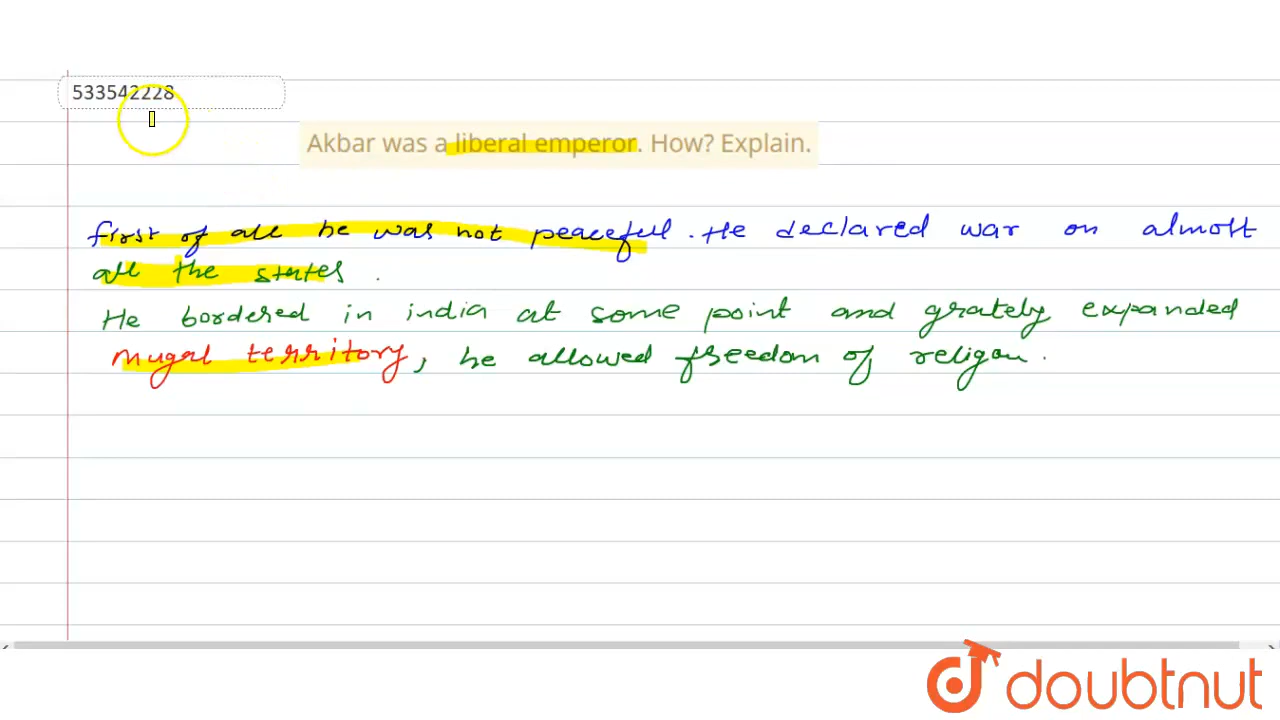 533542228
Akbar was a liberal emperor. How? Explain.
first of all he was not peacefull. He declared war on almost
all the states.
He bordered in india at some point and grately expanded
mugal territory, he allowed freedom of religon.
doubtnut